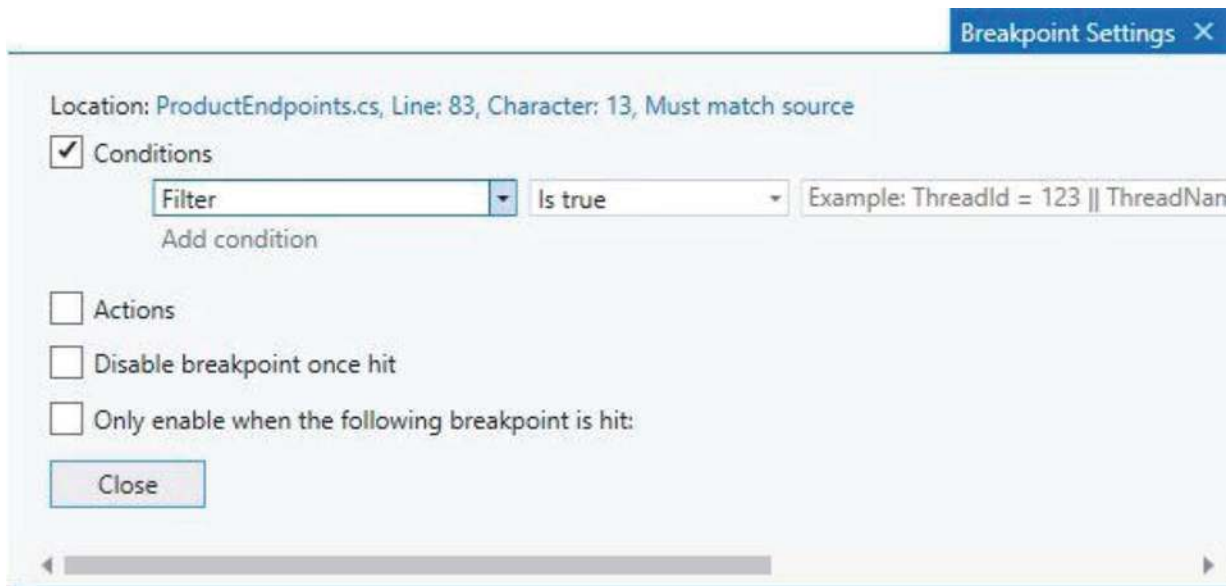 Breakpoint Settings
Location: ProductEndpoints.cs, Line: 83, Character: 13, Must match source
Conditions
Filter Is true Example: ThreadId = 123 || ThreadNan
Add condition
Actions
Disable breakpoint once hit
Only enable when the following breakpoint is hit:
Close